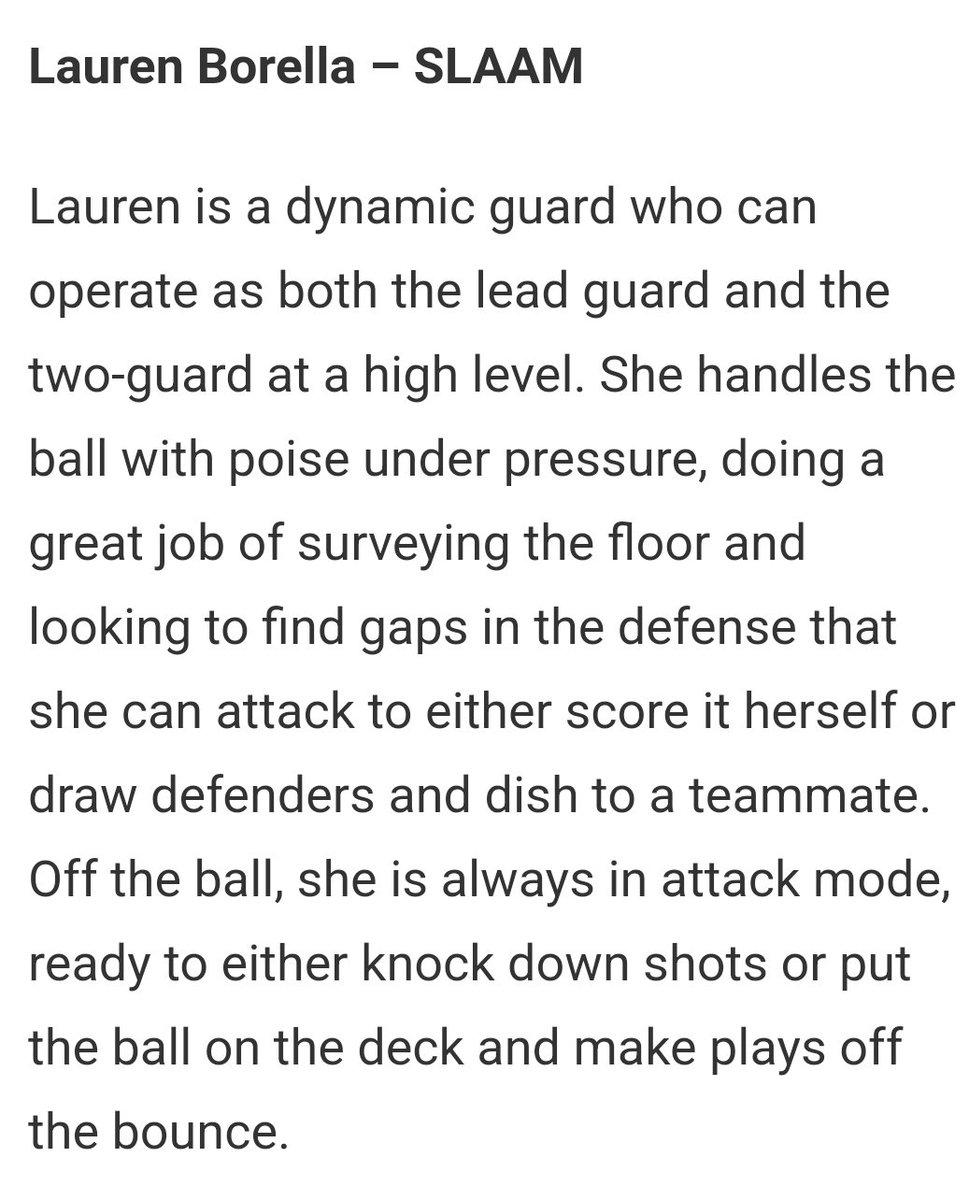 Lauren Borella – SLAAM
Lauren is a dynamic guard who can
operate as both the lead guard and the
two-guard at a high level. She handles the
ball with poise under pressure, doing a
great job of surveying the floor and
looking to find gaps in the defense that
she can attack to either score it herself or
draw defenders and dish to a teammate.
Off the ball, she is always in attack mode,
ready to either knock down shots or put
the ball on the deck and make plays off
the bounce.